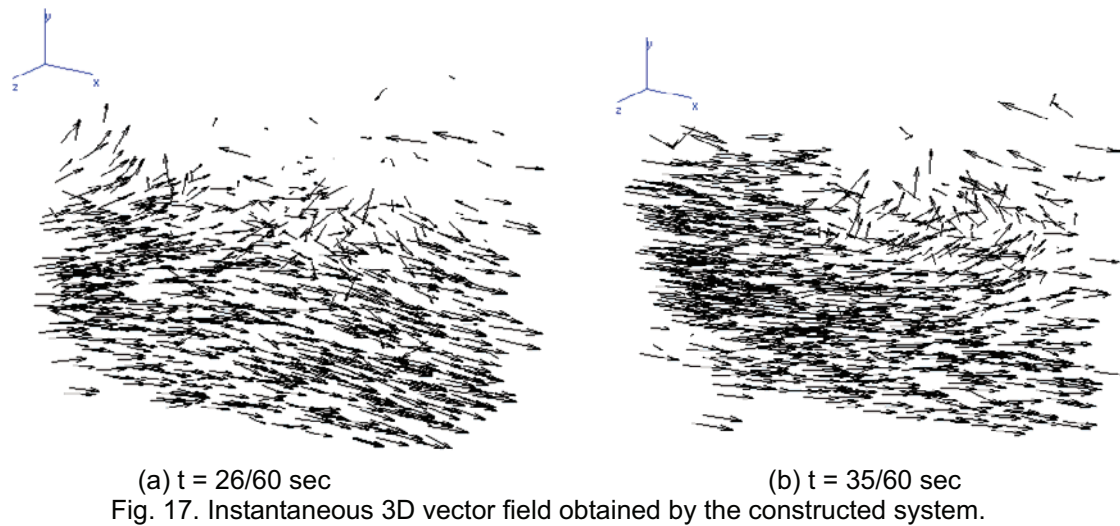 y
z
x
y
z
x
(a) t = 26/60 sec
(b) t = 35/60 sec
Fig. 17. Instantaneous 3D vector field obtained by the constructed system.